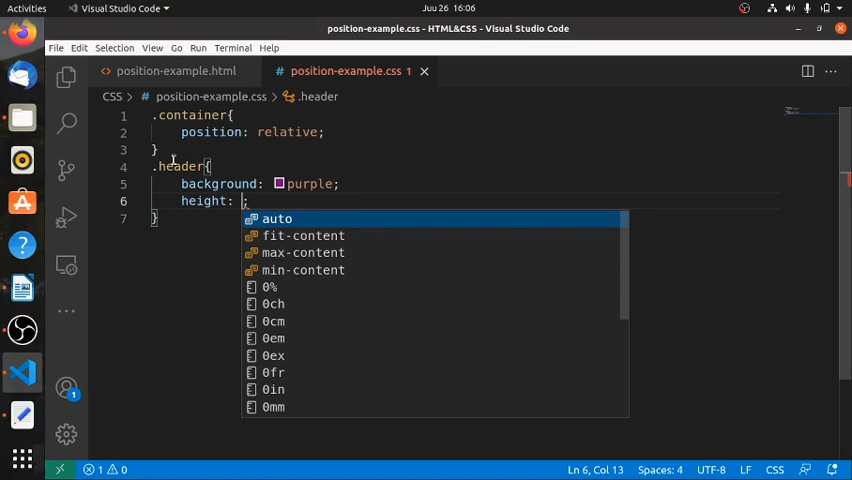 Activities
Visual Studio Code
Juu 16:06
position-example.css - HTML&CSS - Visual Studio Code
File Edit Selection View Go Run Terminal Help
position-example.html
position-example.css 1
CSS > # position-example.css > .header
1 .container{
2 position: relative;
3 }
4 .header{
5 background: purple;
6 height: ;
7 }
auto
fit-content
max-content
min-content
0%
0ch
0cm
0em
0ex
0fr
0in
0mm
1
1 0 Ln 6, Col 13 Spaces: 4 UTF-8 LF CSS